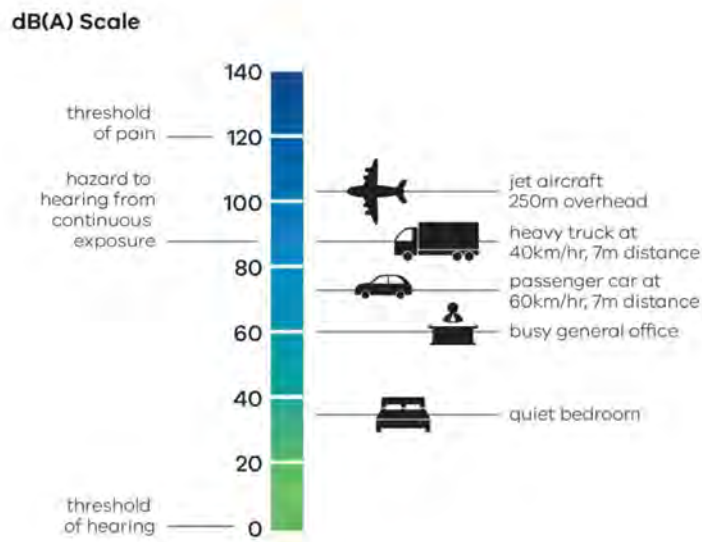 dB(A) Scale
140
threshold
of pain
120
hazard to
hearing from
continuous
exposure
jet aircraft
250m overhead
100
heavy truck at
40km/hr, 7m distance
80
passenger car at
60km/hr, 7m distance
60
busy general office
40
quiet bedroom
20
threshold
of hearing
0